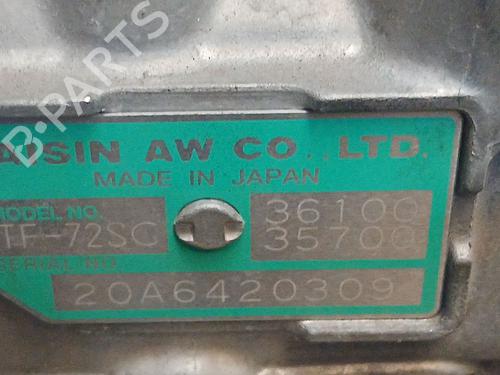 B-PARTS
AISIN AW CO.,LTD.
MADE IN JAPAN
MODEL NO.
TF-72SC
36100
35700
SERIAL NO.
20A6420309